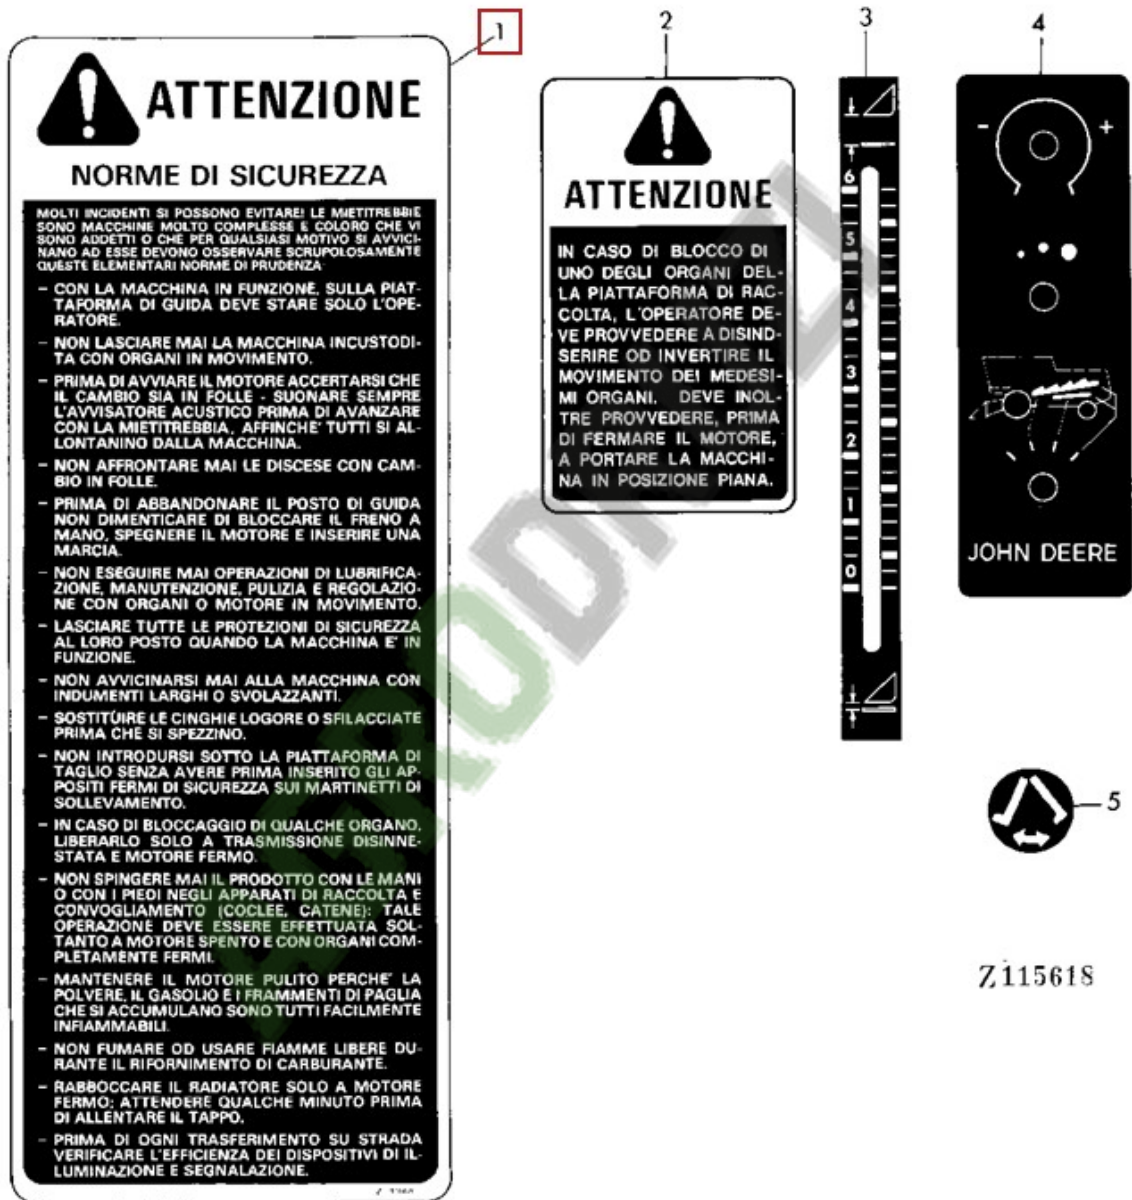 1
ATTENZIONE
NORME DI SICUREZZA
MOLTI INCIDENTI SI POSSONO EVITARE! LE MIETITREBBIE
SONO MACCHINE MOLTO COMPLESSE E COLORO CHE VI
SONO ADDETTI O CHE PER QUALSIASI MOTIVO SI AVVICI-
NANO AD ESSE DEVONO OSSERVARE SCRUPOLOSAMENTE
QUESTE ELEMENTARI NORME DI PRUDENZA
– CON LA MACCHINA IN FUNZIONE, SULLA PIAT-
TAFORMA DI GUIDA DEVE STARE SOLO L'OPE-
RATORE.
– NON LASCIARE MAI LA MACCHINA INCUSTODI-
TA CON ORGANI IN MOVIMENTO.
– PRIMA DI AVVIARE IL MOTORE ACCERTARSI CHE
IL CAMBIO SIA IN FOLLE - SUONARE SEMPRE
L'AVVISATORE ACUSTICO PRIMA DI AVANZARE
CON LA MIETITREBBIA, AFFINCHE' TUTTI SI AL-
LONTANINO DALLA MACCHINA.
– NON AFFRONTARE MAI LE DISCESE CON CAM-
BIO IN FOLLE.
– PRIMA DI ABBANDONARE IL POSTO DI GUIDA
NON DIMENTICARE DI BLOCCARE IL FRENO A
MANO, SPEGNERE IL MOTORE E INSERIRE UNA
MARCIA.
– NON ESEGUIRE MAI OPERAZIONI DI LUBRIFICA-
ZIONE, MANUTENZIONE, PULIZIA E REGOLAZIO-
NE CON ORGANI O MOTORE IN MOVIMENTO.
– LASCIARE TUTTE LE PROTEZIONI DI SICUREZZA
AL LORO POSTO QUANDO LA MACCHINA E' IN
FUNZIONE.
– NON AVVICINARSI MAI ALLA MACCHINA CON
INDUMENTI LARGHI O SVOLAZZANTI.
– SOSTITUIRE LE CINGHIE LOGORE O SFILACCIATE
PRIMA CHE SI SPEZZINO.
– NON INTRODURSI SOTTO LA PIATTAFORMA DI
TAGLIO SENZA AVERE PRIMA INSERITO GLI AP-
POSITI FERMI DI SICUREZZA SUI MARTINETTI DI
SOLLEVAMENTO.
– IN CASO DI BLOCCAGGIO DI QUALCHE ORGANO,
LIBERARLO SOLO A TRASMISSIONE DISINNE-
STATA E MOTORE FERMO.
– NON SPINGERE MAI IL PRODOTTO CON LE MANI
O CON I PIEDI NEGLI APPARATI DI RACCOLTA E
CONVOGLIAMENTO (COCLEE, CATENE): TALE
OPERAZIONE DEVE ESSERE EFFETTUATA SOL-
TANTO A MOTORE SPENTO E CON ORGANI COM-
PLETAMENTE FERMI.
– MANTENERE IL MOTORE PULITO PERCHE' LA
POLVERE, IL GASOLIO E I FRAMMENTI DI PAGLIA
CHE SI ACCUMULANO SONO TUTTI FACILMENTE
INFIAMMABILI.
– NON FUMARE OD USARE FIAMME LIBERE DU-
RANTE IL RIFORNIMENTO DI CARBURANTE.
– RABBOCCARE IL RADIATORE SOLO A MOTORE
FERMO; ATTENDERE QUALCHE MINUTO PRIMA
DI ALLENTARE IL TAPPO.
– PRIMA DI OGNI TRASFERIMENTO SU STRADA
VERIFICARE L'EFFICIENZA DEI DISPOSITIVI DI IL-
LUMINAZIONE E SEGNALAZIONE.
2
ATTENZIONE
IN CASO DI BLOCCO DI
UNO DEGLI ORGANI DEL-
LA PIATTAFORMA DI RAC-
COLTA, L'OPERATORE DE-
VE PROVVEDERE A DISIND-
SERIRE OD INVERTIRE IL
MOVIMENTO DEI MEDESI-
MI ORGANI. DEVE INOL-
TRE PROVVEDERE, PRIMA
DI FERMARE IL MOTORE,
A PORTARE LA MACCHI-
NA IN POSIZIONE PIANA.
3
6
5
4
3
2
1
0
4
- +
JOHN DEERE
5
Z115618
AGRODRUZI